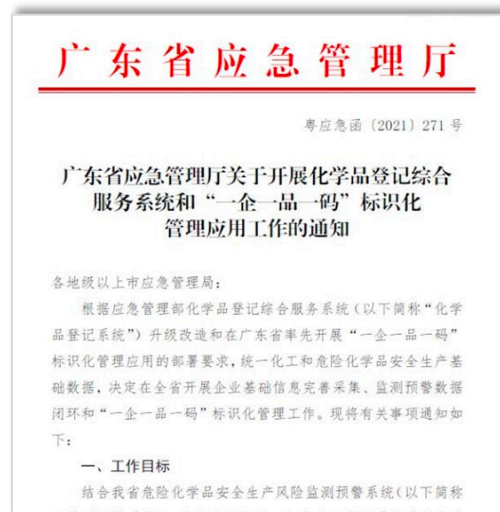 广东省应急管理厅
粤应急函〔2021〕271号
广东省应急管理厅关于开展化学品登记综合
服务系统和“一企一品一码”标识化
管理应用工作的通知
各地级以上市应急管理局：
根据应急管理部化学品登记综合服务系统（以下简称“化学
品登记系统”）升级改造和在广东省率先开展“一企一品一码”
标识化管理应用的部署要求，统一化工和危险化学品安全生产基
础数据，决定在全省开展企业基础信息完善采集、监测预警数据
闭环和“一企一品一码”标识化管理工作。现将有关事项通知如
下：
一、工作目标
结合我省危险化学品安全生产风险监测预警系统（以下简称